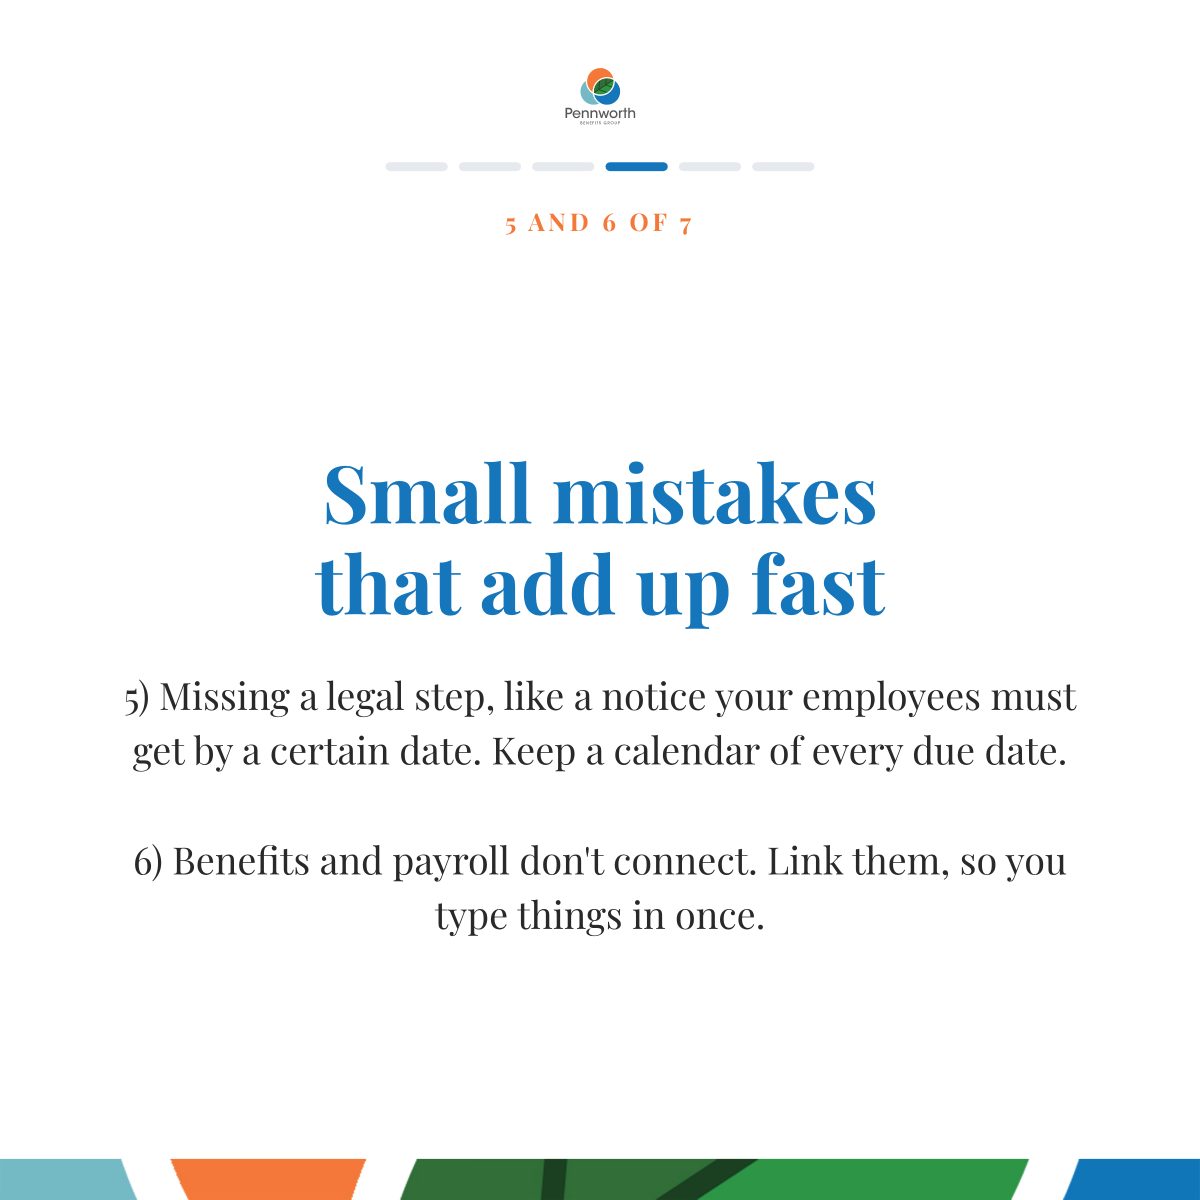 Pennworth
BENEFITS GROUP
5 AND 6 OF 7
Small mistakes
that add up fast
5) Missing a legal step, like a notice your employees must
get by a certain date. Keep a calendar of every due date.
6) Benefits and payroll don't connect. Link them, so you
type things in once.